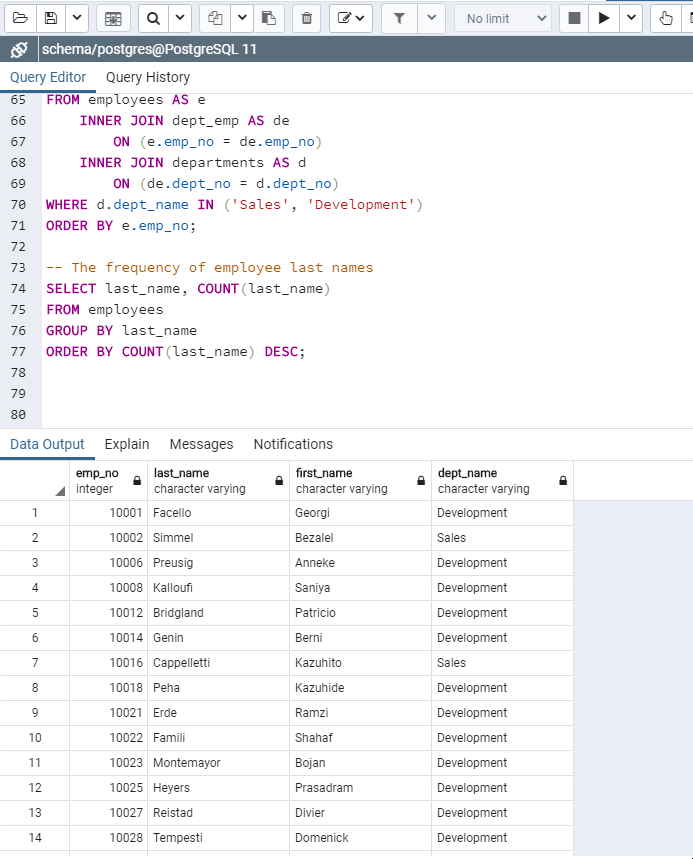 No limit
schema/postgres@PostgreSQL 11
Query Editor Query History
65 FROM employees AS e
66 INNER JOIN dept_emp AS de
67 ON (e.emp_no = de.emp_no)
68 INNER JOIN departments AS d
69 ON (de.dept_no = d.dept_no)
70 WHERE d.dept_name IN ('Sales', 'Development')
71 ORDER BY e.emp_no;
72
73 -- The frequency of employee last names
74 SELECT last_name, COUNT(last_name)
75 FROM employees
76 GROUP BY last_name
77 ORDER BY COUNT(last_name) DESC;
78
79
80
Data Output Explain Messages Notifications
emp_no last_name first_name dept_name
integer character varying character varying character varying
1 10001 Facello Georgi Development
2 10002 Simmel Bezalel Sales
3 10006 Preusig Anneke Development
4 10008 Kalloufi Saniya Development
5 10012 Bridgland Patricio Development
6 10014 Genin Berni Development
7 10016 Cappelletti Kazuhito Sales
8 10018 Peha Kazuhide Development
9 10021 Erde Ramzi Development
10 10022 Famili Shahaf Development
11 10023 Montemayor Bojan Development
12 10025 Heyers Prasadram Development
13 10027 Reistad Divier Development
14 10028 Tempesti Domenick Development